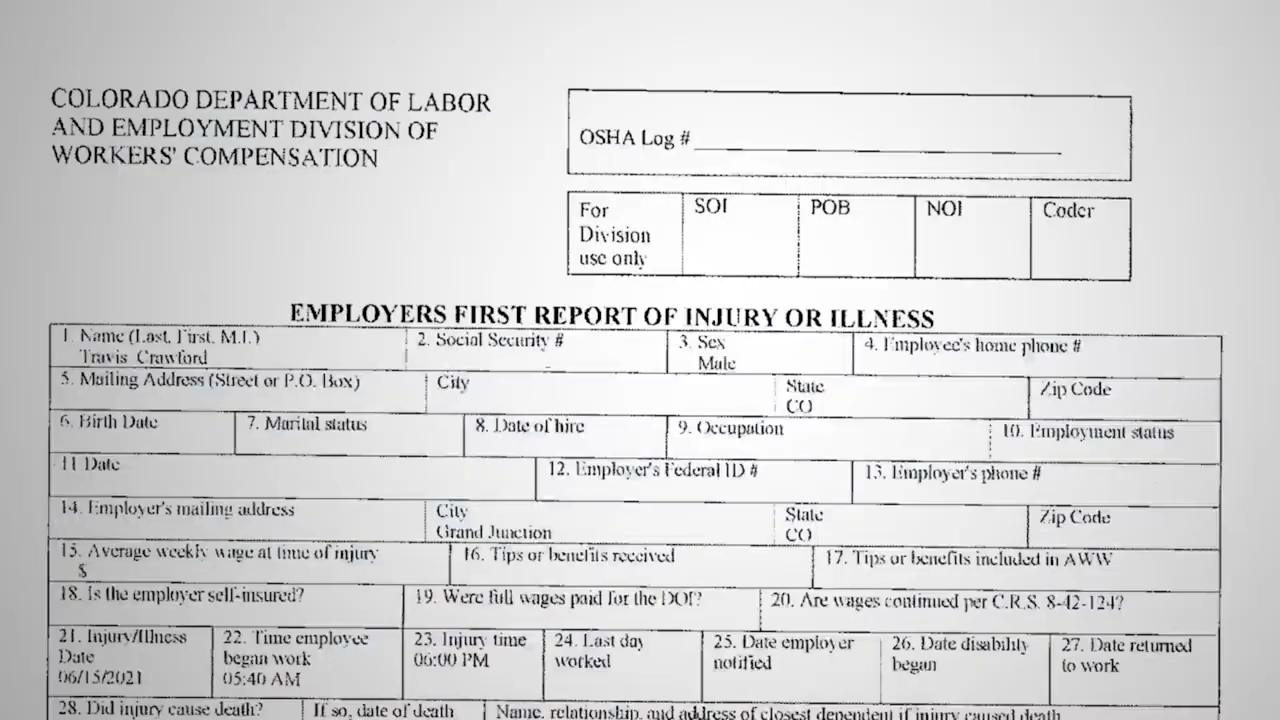 COLORADO DEPARTMENT OF LABOR
AND EMPLOYMENT DIVISION OF
WORKERS' COMPENSATION
OSHA Log #
For
Division
use only
SOI
POB
NOI
Coder
EMPLOYERS FIRST REPORT OF INJURY OR ILLNESS
1. Name (Last, First, M.I.)
Travis Crawford
2. Social Security #
3. Sex
Male
4. Employee's home phone #
5. Mailing Address (Street or P.O. Box)
City
State
CO
Zip Code
6. Birth Date
7. Marital status
8. Date of hire
9. Occupation
10. Employment status
11 Date
12. Employer's Federal ID #
13. Employer's phone #
14. Employer's mailing address
City
Grand Junction
State
CO
Zip Code
15. Average weekly wage at time of injury
$
16. Tips or benefits received
17. Tips or benefits included in AWW
18. Is the employer self-insured?
19. Were full wages paid for the DOI?
20. Are wages continued per C.R.S. 8-42-124?
21. Injury/Illness
Date
06/15/2021
22. Time employee
began work
05:40 AM
23. Injury time
06:00 PM
24. Last day
worked
25. Date employer
notified
26. Date disability
began
27. Date returned
to work
28. Did injury cause death?
If so, date of death
Name, relationship, and address of closest dependent if injury caused death